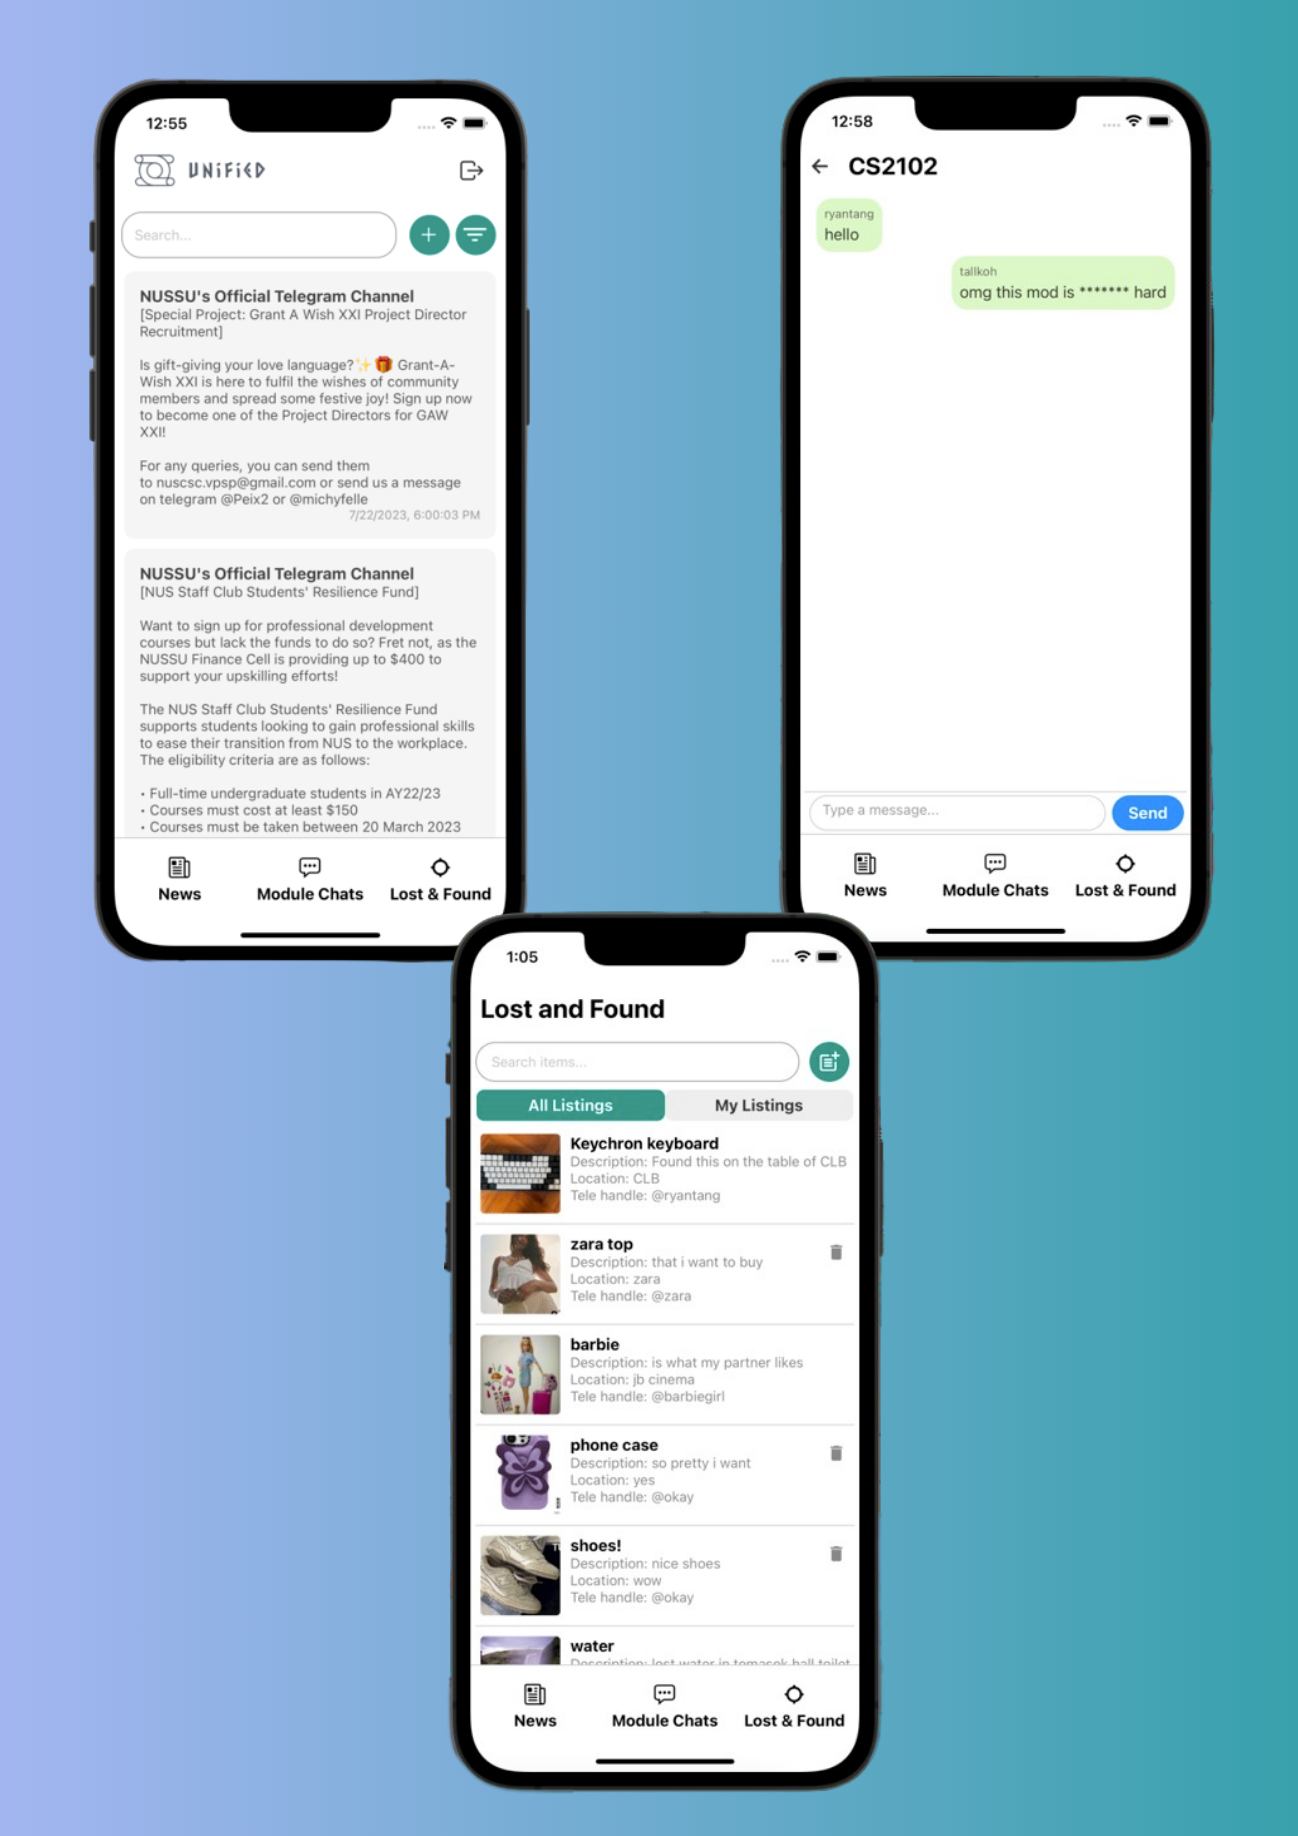 12:55
UNiFiED
Search...
NUSSU's Official Telegram Channel
[Special Project: Grant A Wish XXI Project Director
Recruitment]
Is gift-giving your love language?✨🎁 Grant-A-
Wish XXI is here to fulfil the wishes of community
members and spread some festive joy! Sign up now
to become one of the Project Directors for GAW
XXI!
For any queries, you can send them
to nuscsc.vpsp@gmail.com or send us a message
on telegram @Peix2 or @michyfelle
7/22/2023, 6:00:03 PM
NUSSU's Official Telegram Channel
[NUS Staff Club Students' Resilience Fund]
Want to sign up for professional development
courses but lack the funds to do so? Fret not, as the
NUSSU Finance Cell is providing up to $400 to
support your upskilling efforts!
The NUS Staff Club Students' Resilience Fund
supports students looking to gain professional skills
to ease their transition from NUS to the workplace.
The eligibility criteria are as follows:
• Full-time undergraduate students in AY22/23
• Courses must cost at least $150
• Courses must be taken between 20 March 2023
News
Module Chats
Lost & Found
12:58
CS2102
ryantang
hello
tallkoh
omg this mod is ******* hard
Type a message...
Send
News
Module Chats
Lost & Found
1:05
Lost and Found
Search items...
All Listings
My Listings
Keychron keyboard
Description: Found this on the table of CLB
Location: CLB
Tele handle: @ryantang
zara top
Description: that i want to buy
Location: zara
Tele handle: @zara
barbie
Description: is what my partner likes
Location: jb cinema
Tele handle: @barbiegirl
phone case
Description: so pretty i want
Location: yes
Tele handle: @okay
shoes!
Description: nice shoes
Location: wow
Tele handle: @okay
water
Description: lost water in temasek hall toilet
News
Module Chats
Lost & Found